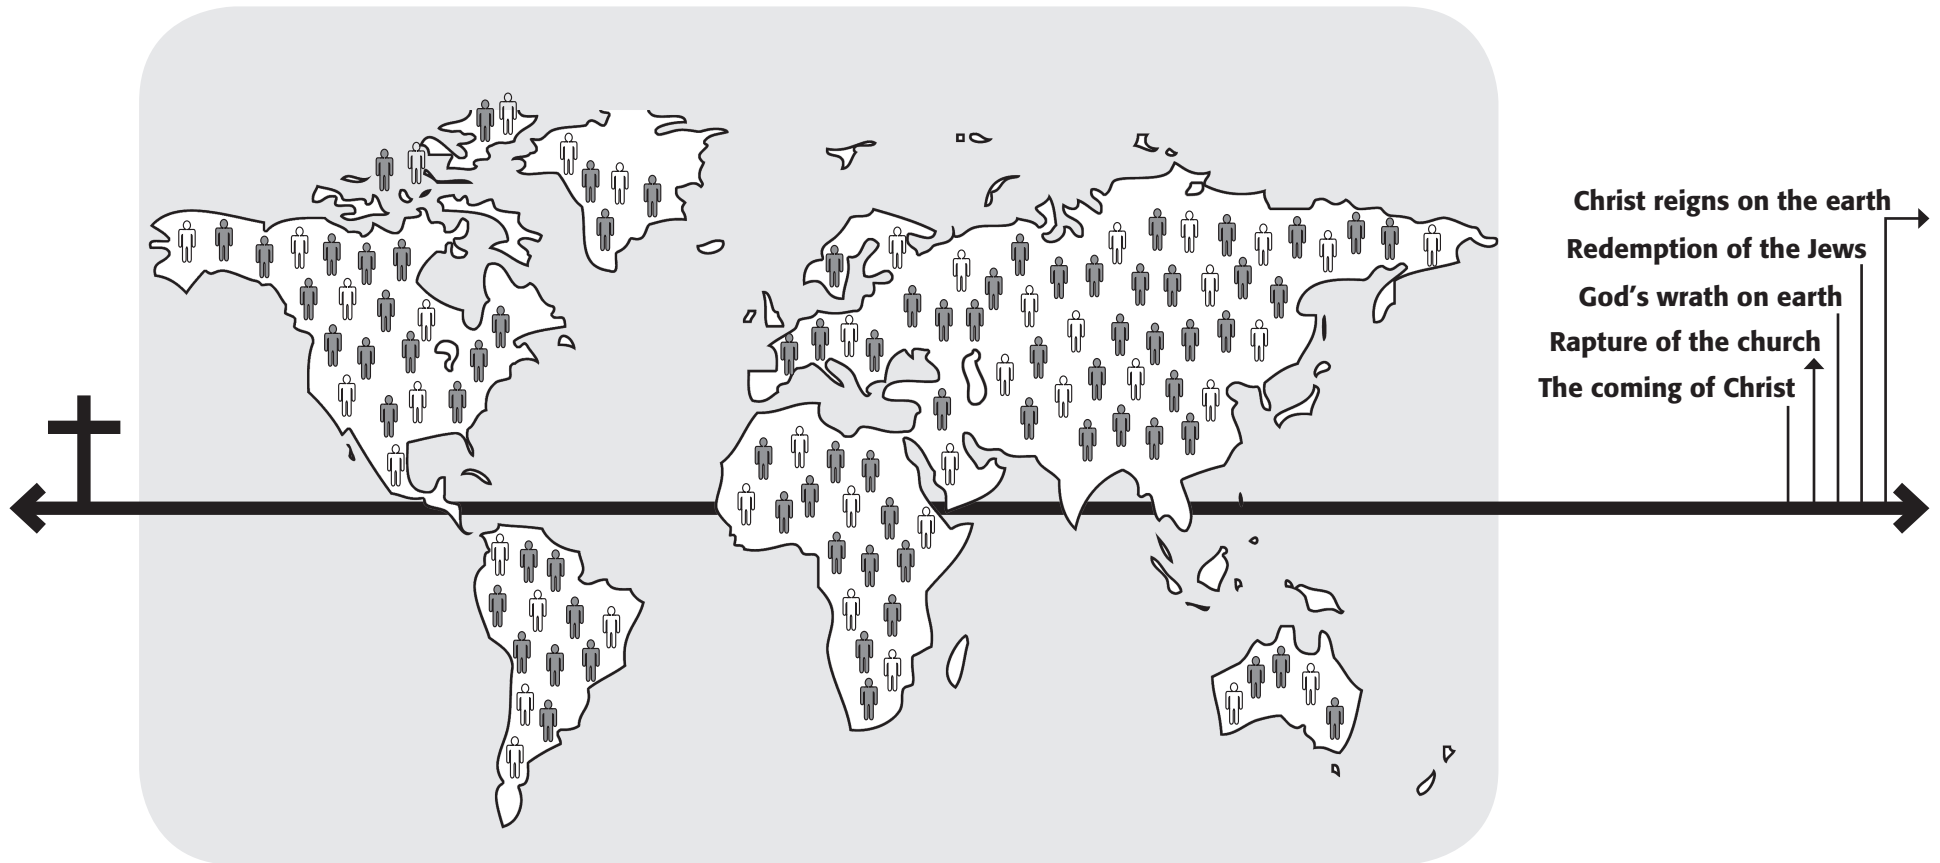 Christ reigns on the earth
Redemption of the Jews
God’s wrath on earth
Rapture of the church
The coming of Christ